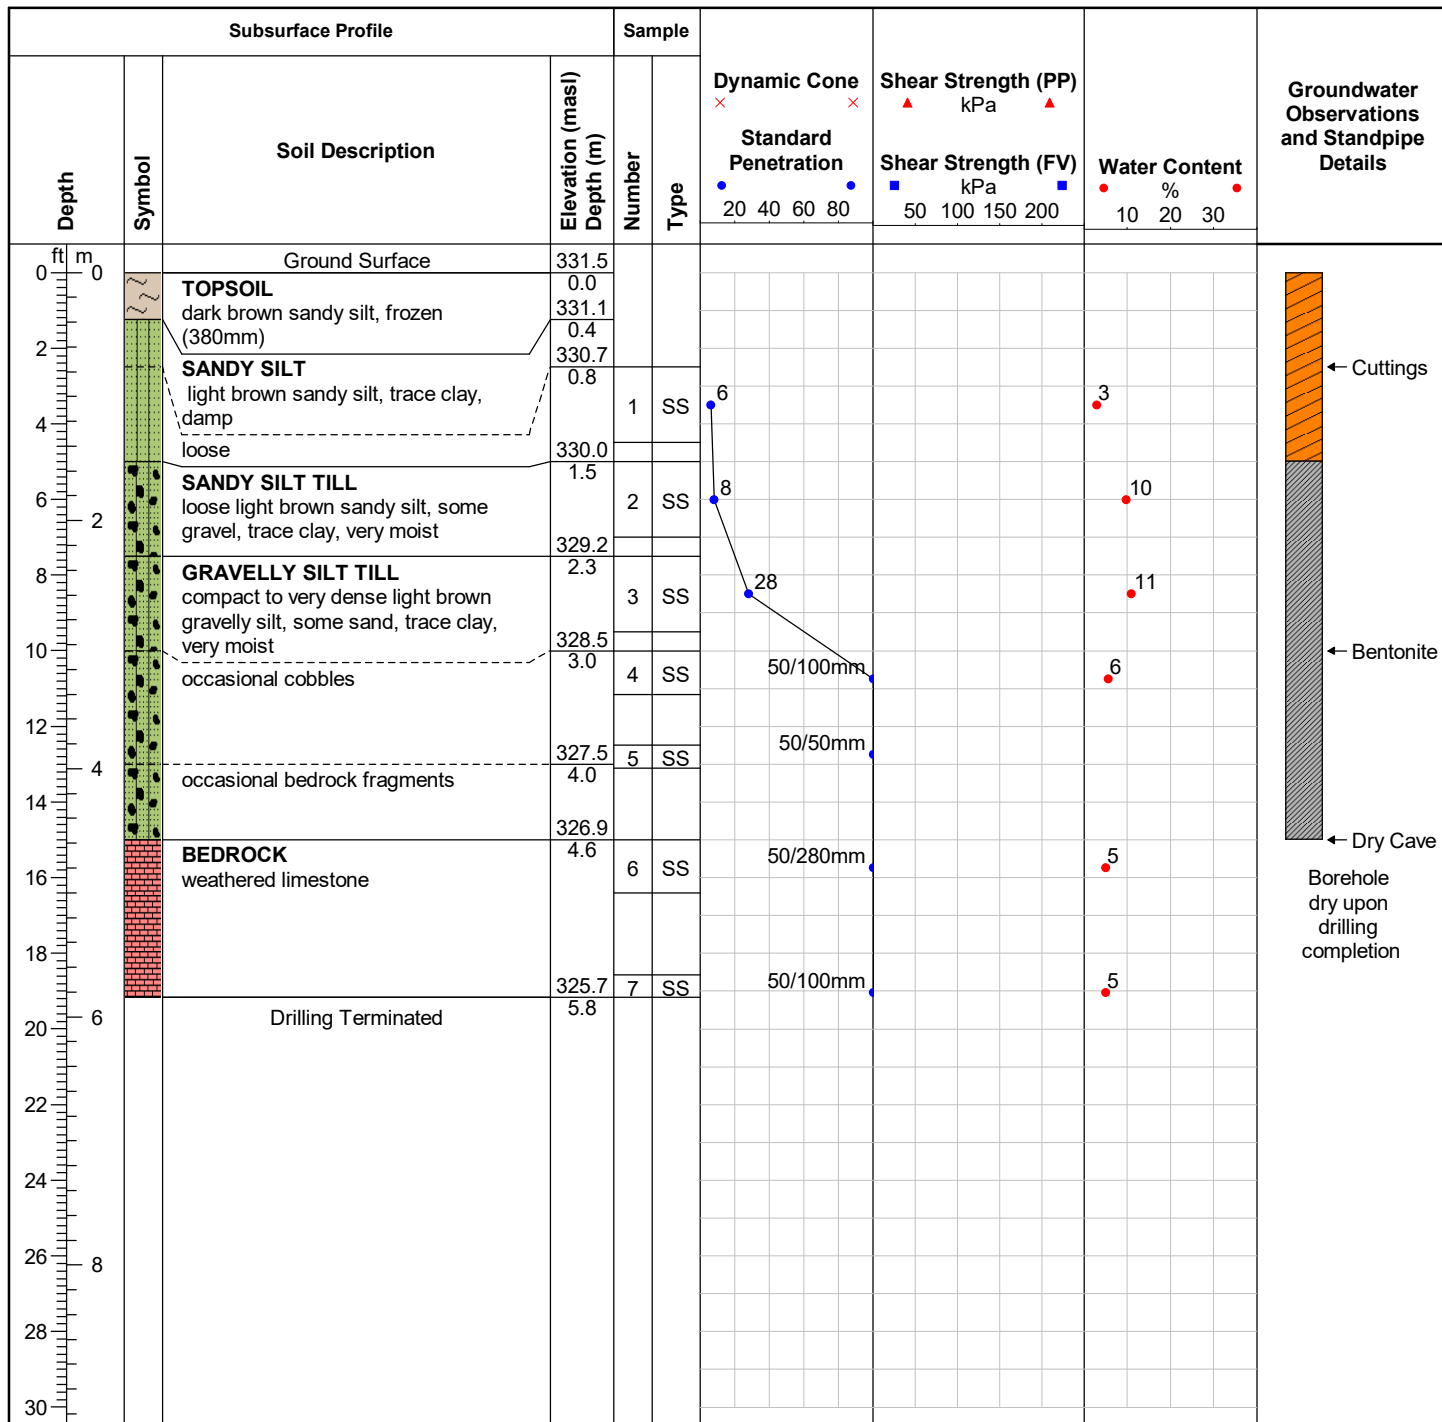 Subsurface Profile
Sample
Depth
Symbol
Soil Description
Elevation (masl)
Depth (m)
Number
Type
Dynamic Cone
Standard
Penetration
20 40 60 80
Shear Strength (PP)
kPa
Shear Strength (FV)
kPa
50 100 150 200
Water Content
%
10 20 30
Groundwater
Observations
and Standpipe
Details
ft m
Ground Surface
331.5
0 0
0.0
TOPSOIL
dark brown sandy silt, frozen
(380mm)
331.1
0.4
2
330.7
SANDY SILT
light brown sandy silt, trace clay,
damp
0.8
Cuttings
1 SS
6
3
4
loose
330.0
1.5
SANDY SILT TILL
loose light brown sandy silt, some
gravel, trace clay, very moist
6
2
2 SS
8
10
329.2
2.3
8
GRAVELLY SILT TILL
compact to very dense light brown
gravelly silt, some sand, trace clay,
very moist
3 SS
28
11
328.5
10
3.0
Bentonite
occasional cobbles
4 SS
50/100mm
6
12
327.5
5 SS
50/50mm
4
4.0
occasional bedrock fragments
14
326.9
4.6
Dry Cave
BEDROCK
weathered limestone
16
6 SS
50/280mm
5
Borehole
dry upon
drilling
completion
18
325.7
7 SS
50/100mm
5
5.8
Drilling Terminated
6
20
22
24
26
8
28
30